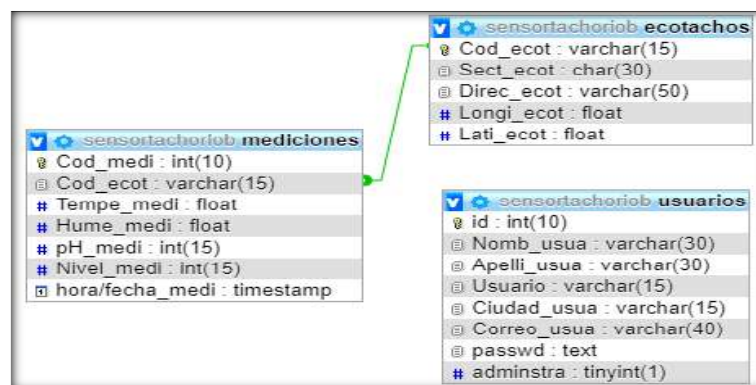 sensortachoriob ecotachos
Cod_ecot : varchar(15)
Sect_ecot : char(30)
Direc_ecot : varchar(50)
Longi_ecot : float
Lati_ecot : float
sensortachoriob mediciones
Cod_medi : int(10)
Cod_ecot : varchar(15)
Tempe_medi : float
Hume_medi : float
pH_medi : int(15)
Nivel_medi : int(15)
hora/fecha_medi : timestamp
sensortachoriob usuarios
id : int(10)
Nomb_usua : varchar(30)
Apelli_usua : varchar(30)
Usuario : varchar(15)
Ciudad_usua : varchar(15)
Correo_usua : varchar(40)
passwd : text
adminstra : tinyint(1)